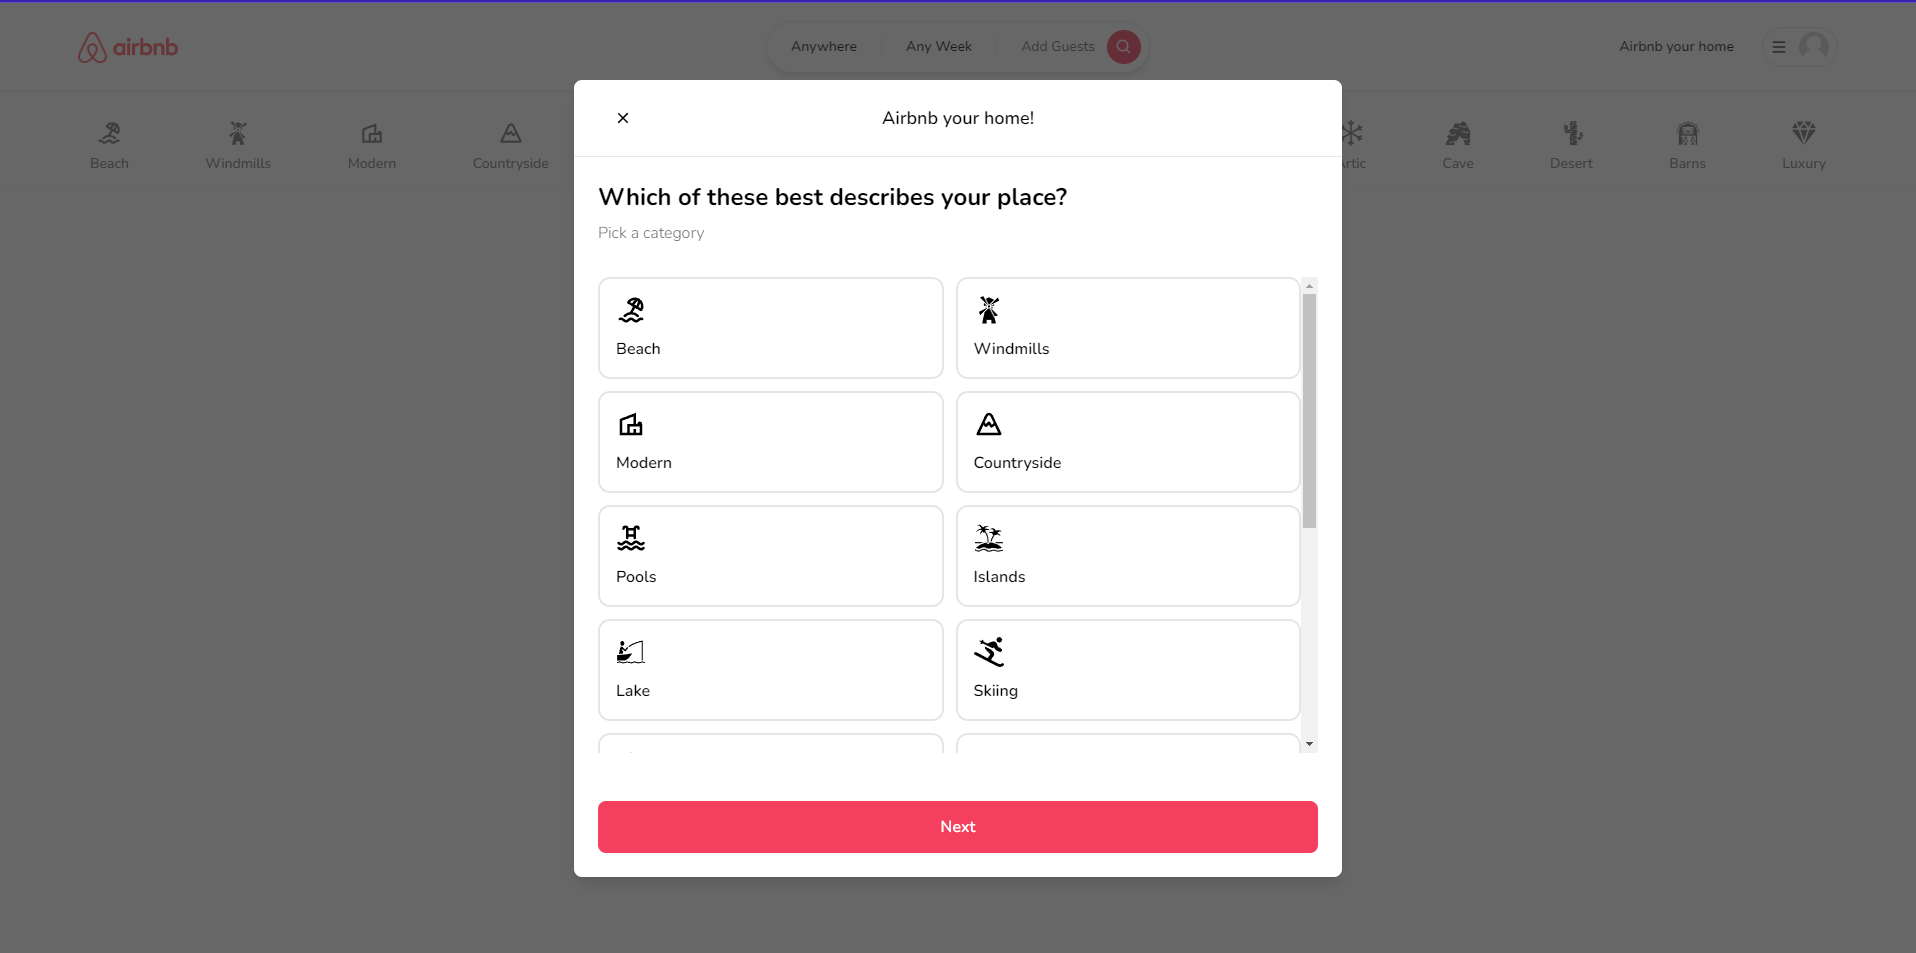 airbnb
Anywhere Any Week Add Guests
Airbnb your home
Beach Windmills Modern Countryside
Cave Desert Barns Luxury
Airbnb your home!
Which of these best describes your place?
Pick a category
Beach Windmills
Modern Countryside
Pools Islands
Lake Skiing
Next